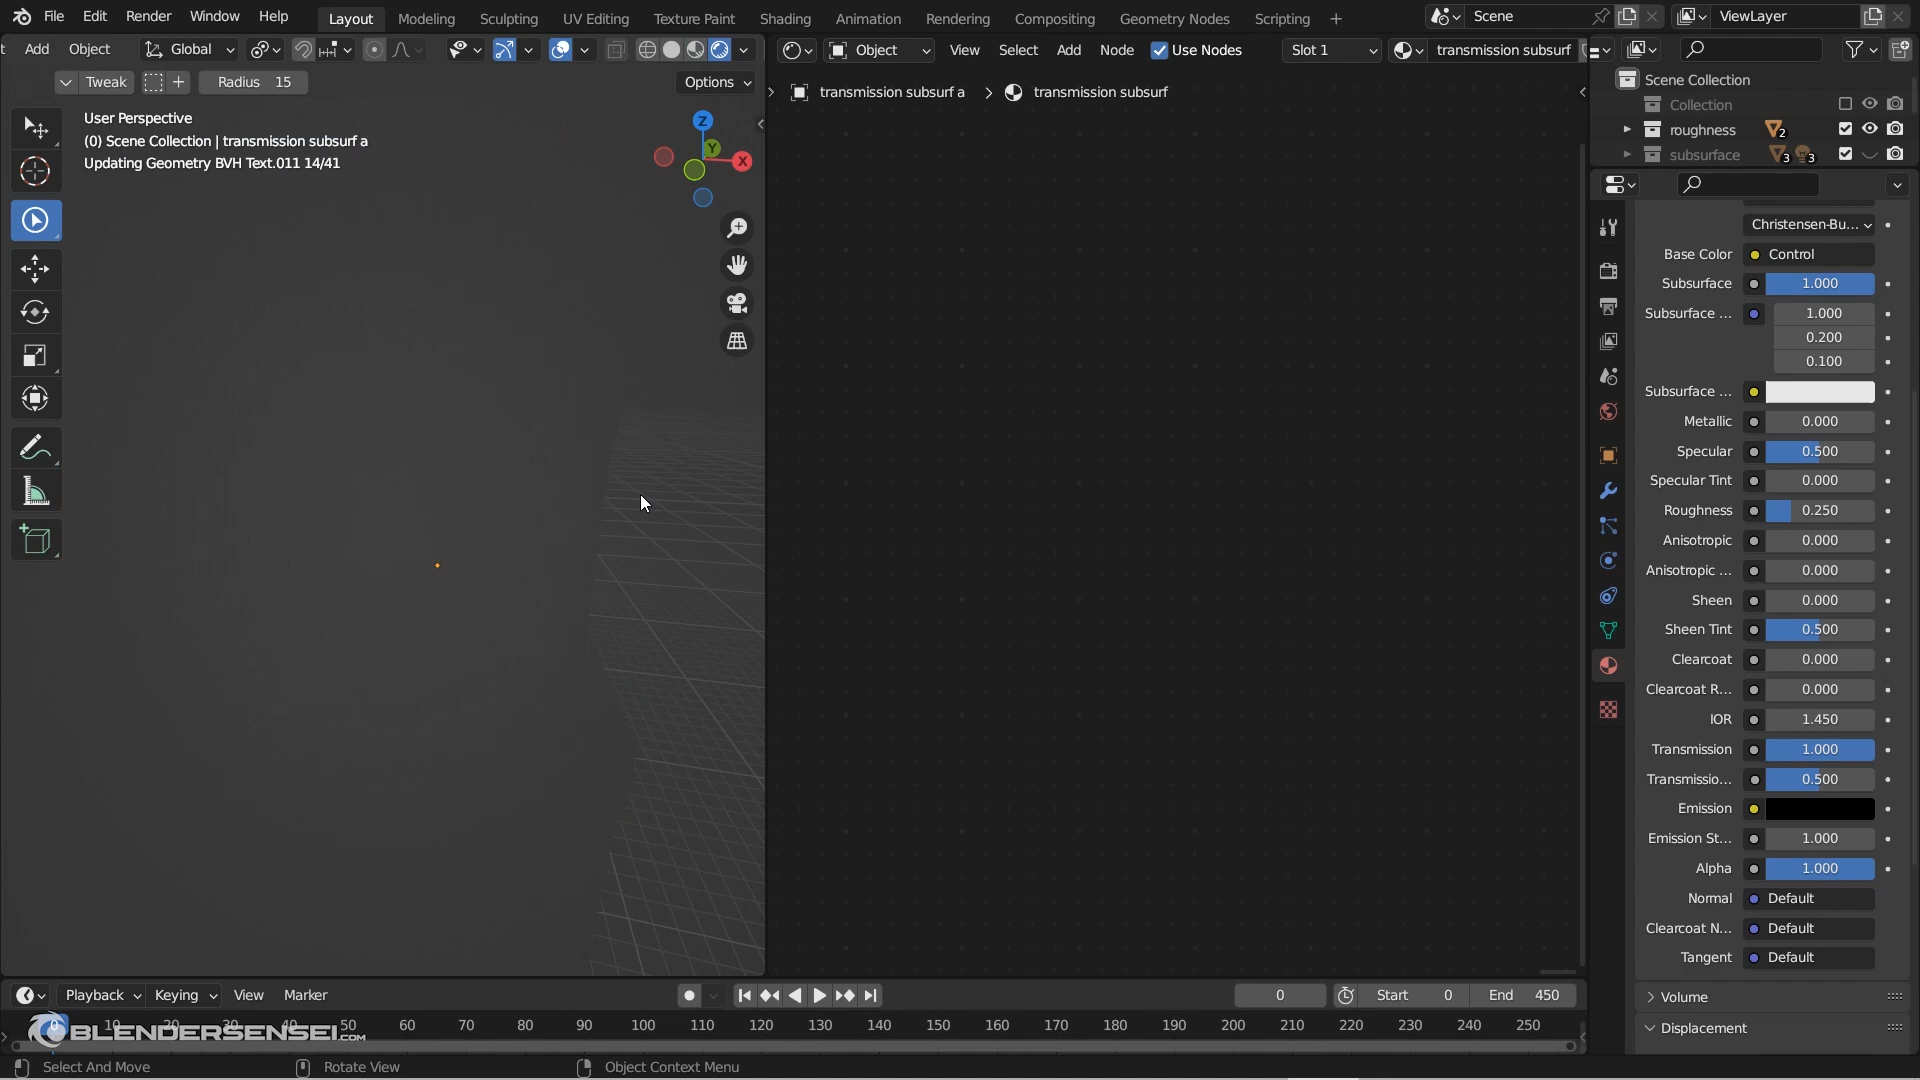 File Edit Render Window Help Layout Modeling Sculpting UV Editing Texture Paint Shading Animation Rendering Compositing Geometry Nodes Scripting + Scene ViewLayer
Add Object Global View Select Add Node Use Nodes Slot 1 transmission subsurf
Object
Tweak Radius 15 Options
transmission subsurf a > transmission subsurf
Scene Collection
Collection
roughness 2
subsurface 3 3
User Perspective
(0) Scene Collection | transmission subsurf a
Updating Geometry BVH Text.011 14/41
Z
Y
X
Christensen-Bu...
Base Color Control
Subsurface 1.000
Subsurface ... 1.000
0.200
0.100
Subsurface ...
Metallic 0.000
Specular 0.500
Specular Tint 0.000
Roughness 0.250
Anisotropic 0.000
Anisotropic ... 0.000
Sheen 0.000
Sheen Tint 0.500
Clearcoat 0.000
Clearcoat R... 0.000
IOR 1.450
Transmission 1.000
Transmissio... 0.500
Emission
Emission St... 1.000
Alpha 1.000
Normal Default
Clearcoat N... Default
Tangent Default
Volume
Displacement
Playback Keying View Marker 0 Start 0 End 450
0 10 20 30 40 50 60 70 80 90 100 110 120 130 140 150 160 170 180 190 200 210 220 230 240 250
BLENDERSENSEI.COM
Select And Move Rotate View Object Context Menu